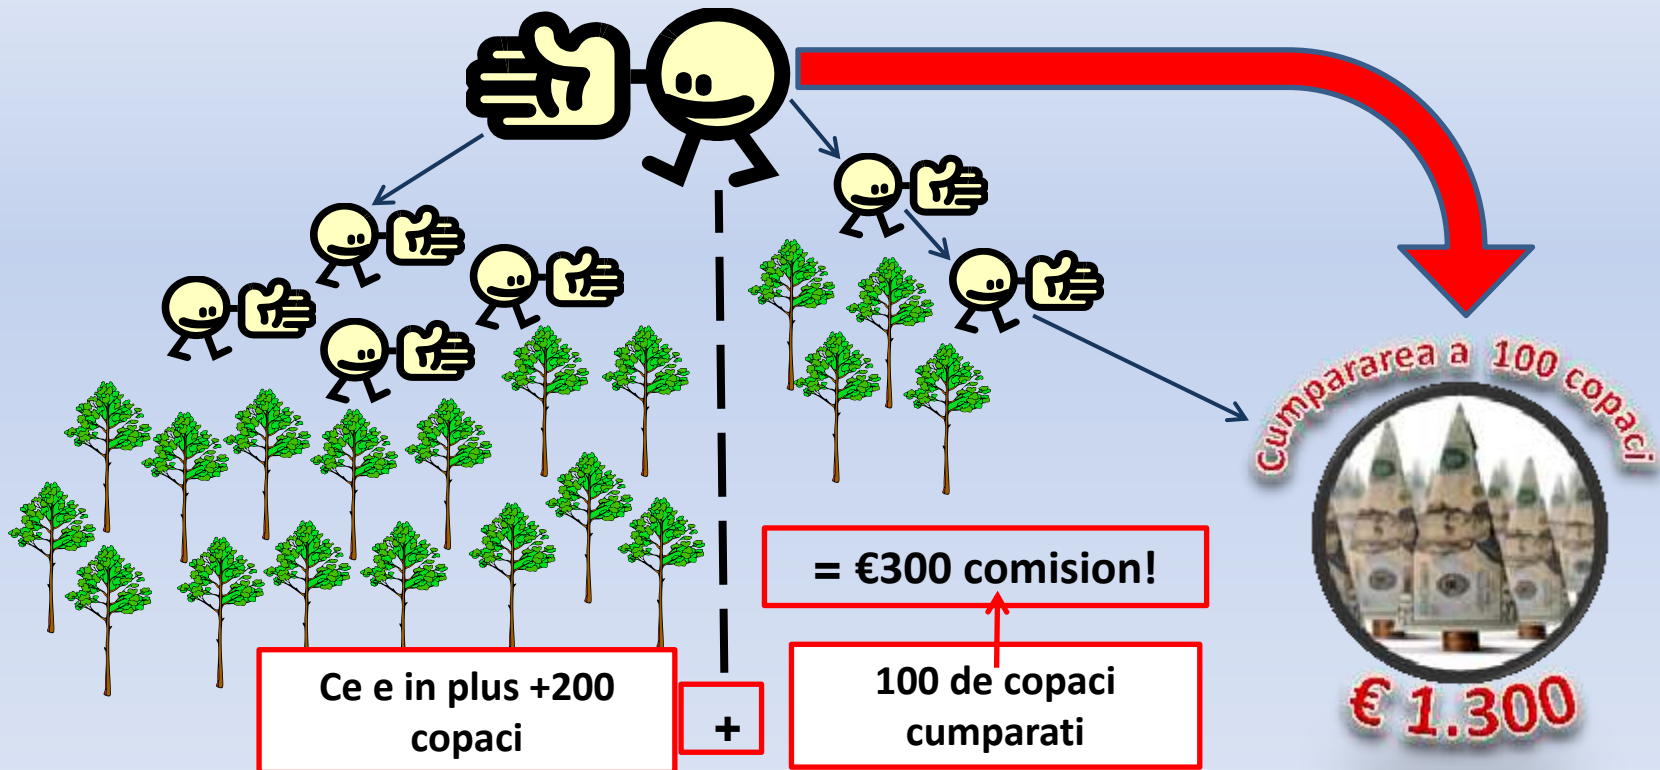 Cumpararea a 100 copaci
= €300 comision!
€ 1.300
Ce e in plus +200
copaci
+
100 de copaci
cumparati